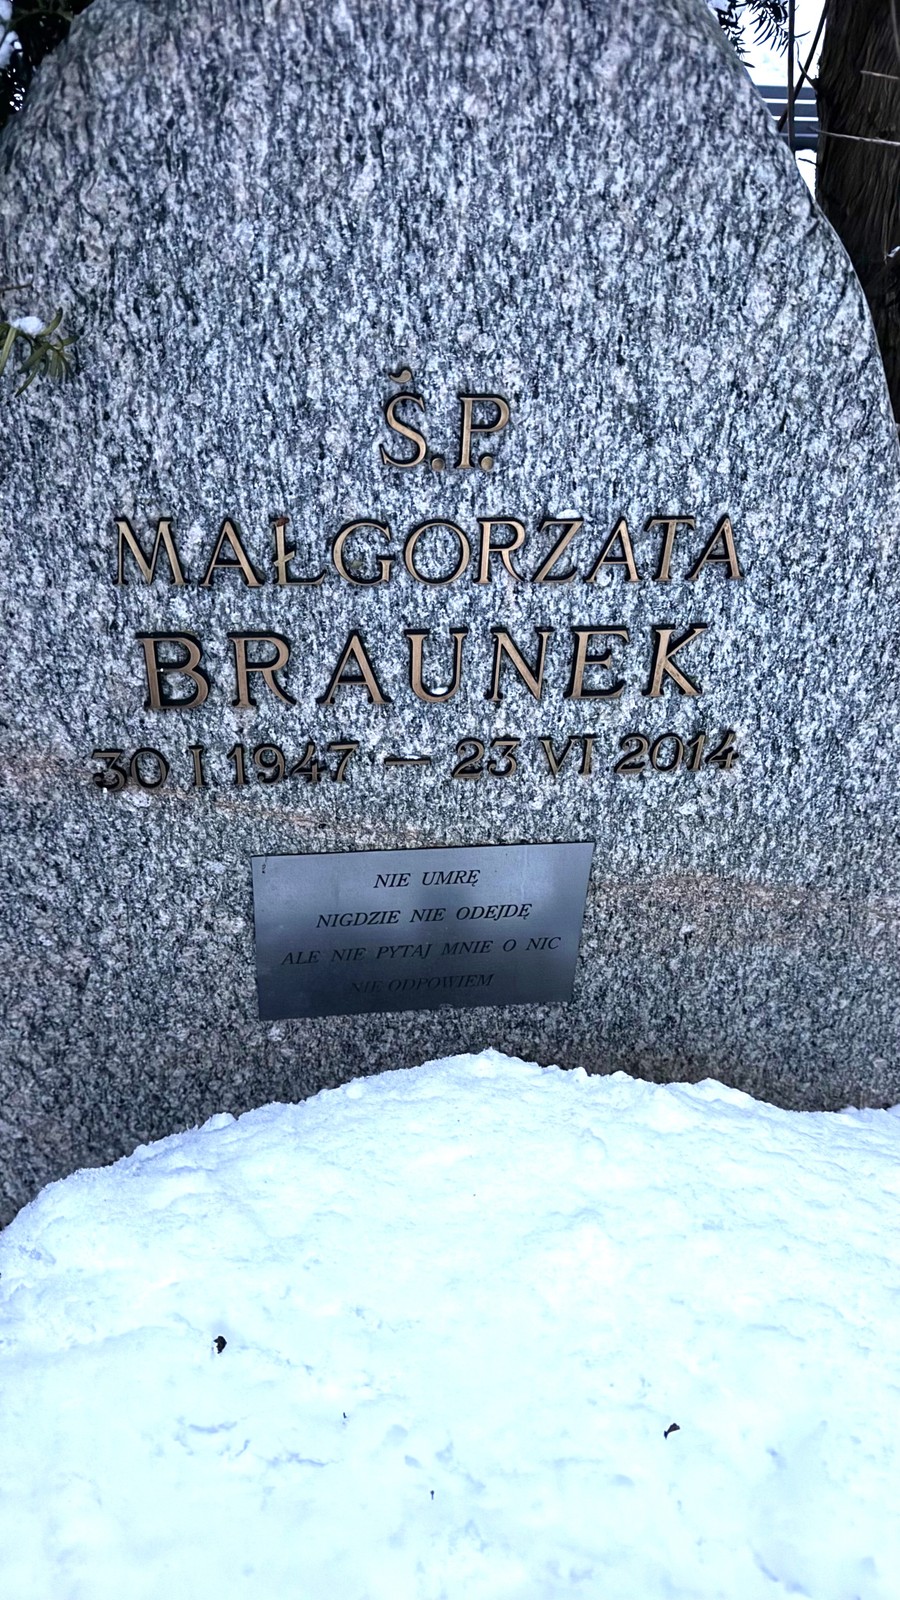 Ś.P.
MAŁGORZATA
BRAUNEK
30 I 1947 — 23 VI 2014
NIE UMRĘ
NIGDZIE NIE ODEJDĘ
ALE NIE PYTAJ MNIE O NIC
NIE ODPOWIEM